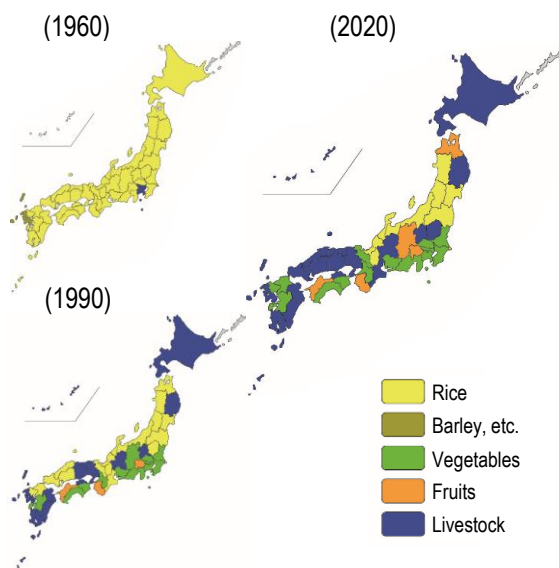 (1960)
(2020)
(1990)
Rice
Barley, etc.
Vegetables
Fruits
Livestock